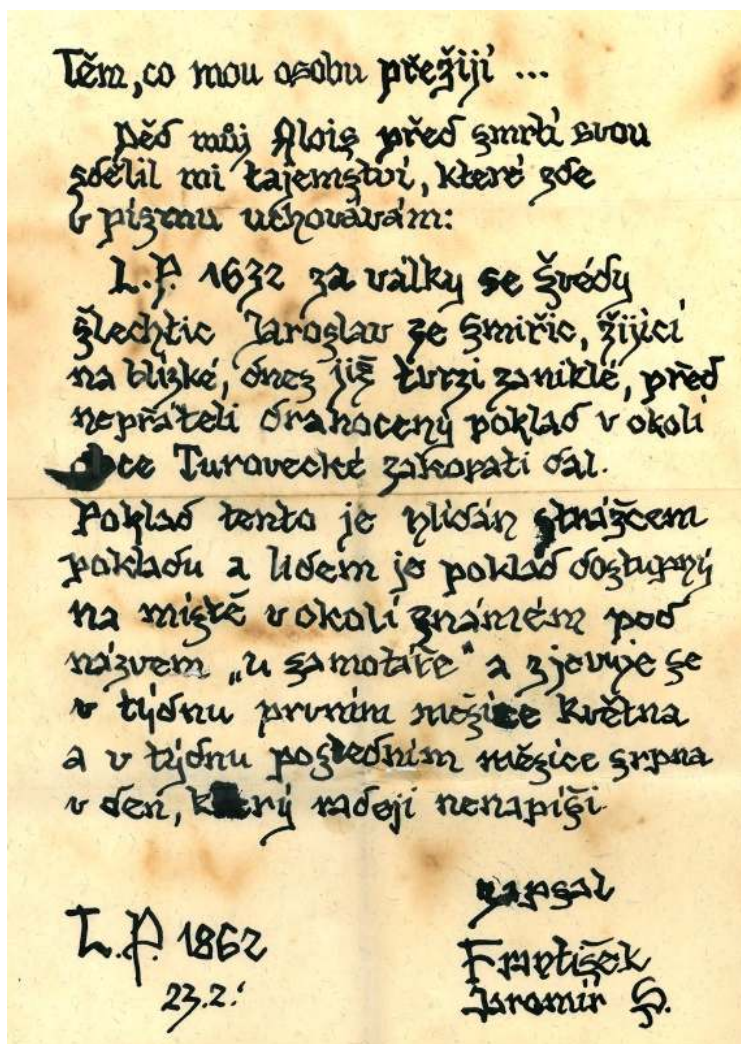 Těm, co mou osobu přežijí ...
Děd můj Alois před smrtí svou
sdělil mi tajemství, které zde
v písmu uchovávám:
L.P. 1632 za války se švédy
šlechtic Jaroslav ze Smiřic, žijící
na blízké, dnes již tvrzi zaniklé, před
nepřáteli drahocený poklad v okolí
obce Turovecké zakopati dal.
Poklad tento je hlídán strážcem
pokladu a lidem je poklad dostupný
na místě v okolí známém pod
názvem „u samotáře“ a zjevuje se
v týdnu prvním měsíce Května
a v týdnu posledním měsíce srpna
v den, který radeji nenapíši
zapsal
L.P. 1862
František
23.2.
Jaromír S.